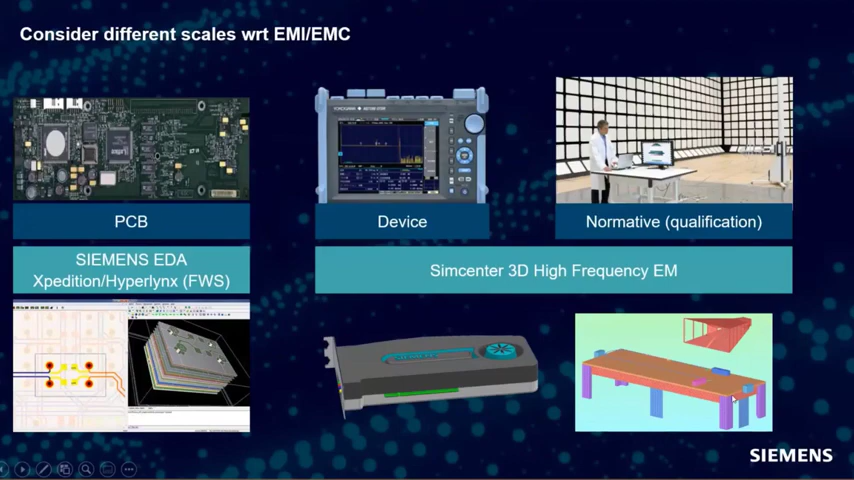 Consider different scales wrt EMI/EMC
PCB
Device
Normative (qualification)
SIEMENS EDA
Xpedition/Hyperlynx (FWS)
Simcenter 3D High Frequency EM
SIEMENS